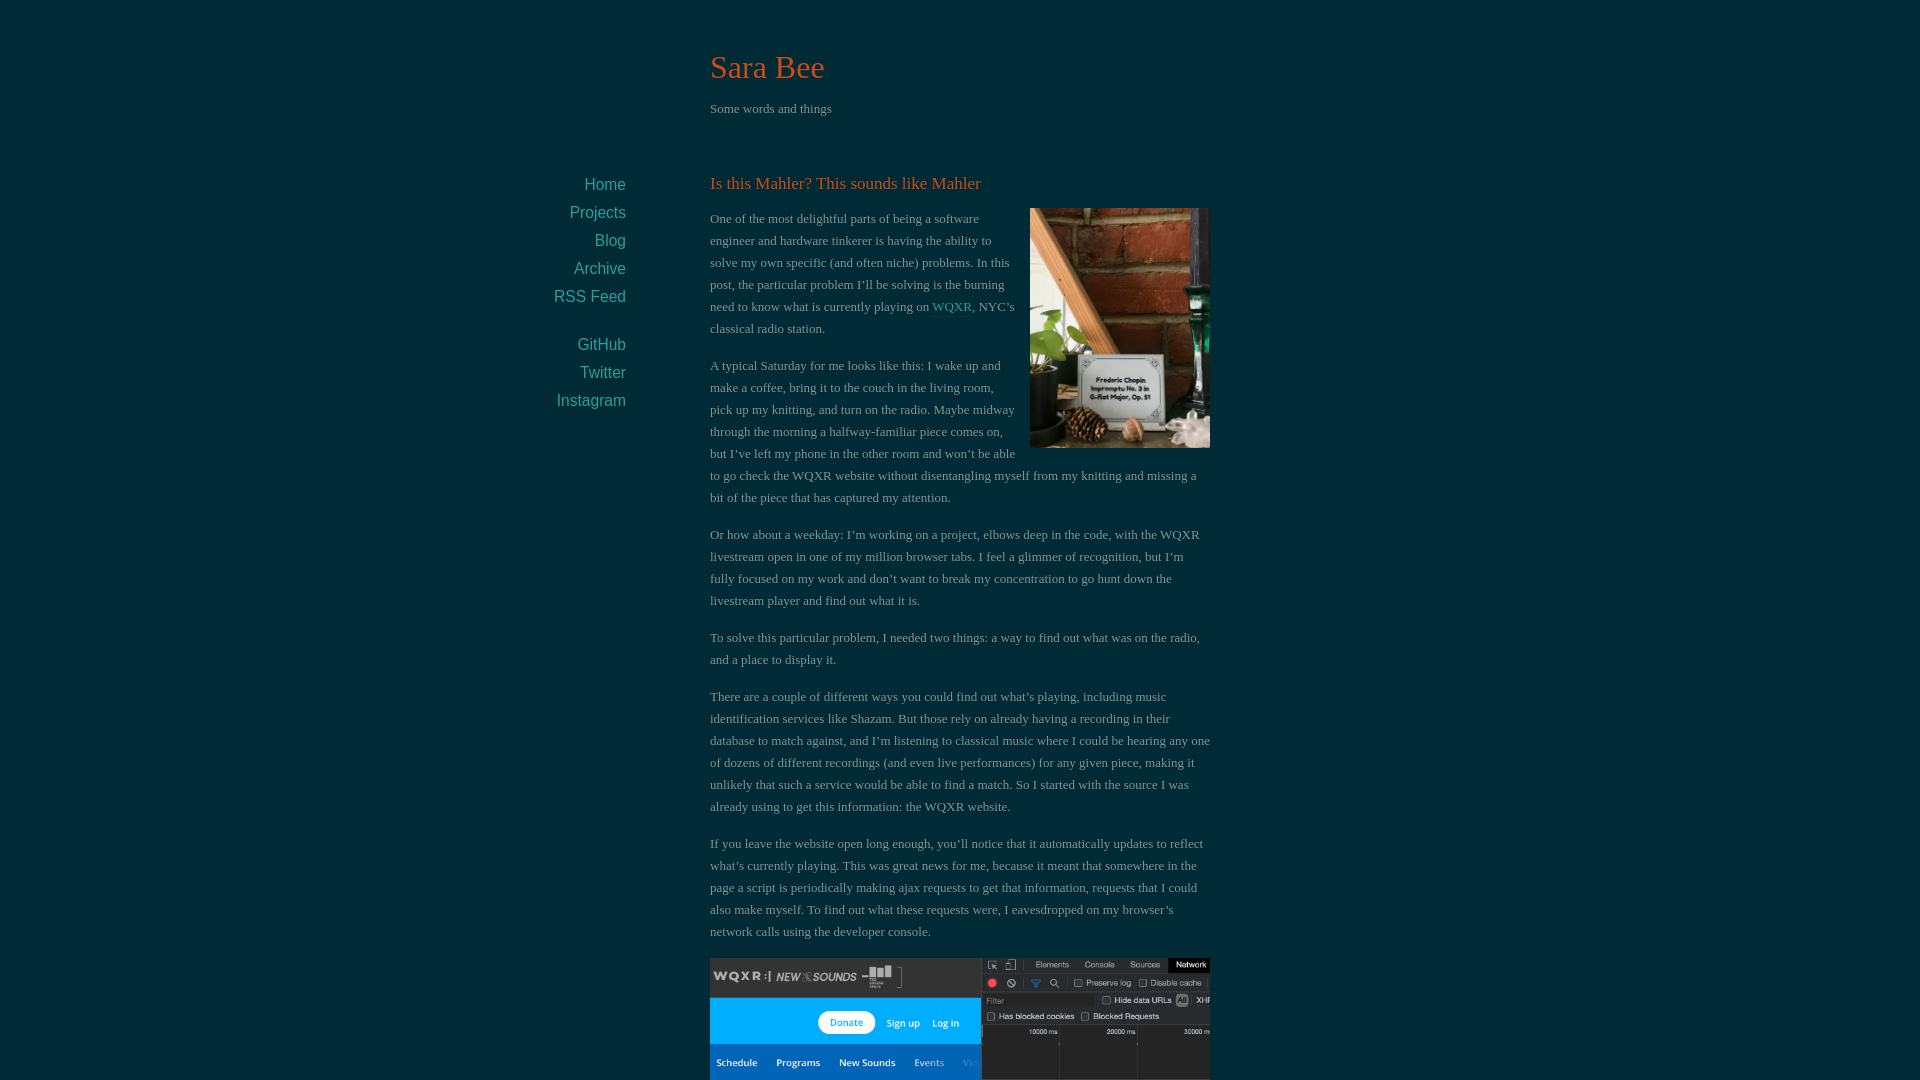 Sara Bee
Some words and things
Home
Projects
Blog
Archive
RSS Feed
GitHub
Twitter
Instagram
Is this Mahler? This sounds like Mahler
One of the most delightful parts of being a software
engineer and hardware tinkerer is having the ability to
solve my own specific (and often niche) problems. In this
post, the particular problem I’ll be solving is the burning
need to know what is currently playing on WQXR, NYC’s
classical radio station.
Frederic Chopin
Impromptu No. 3 in
G-flat Major, Op. 51
A typical Saturday for me looks like this: I wake up and
make a coffee, bring it to the couch in the living room,
pick up my knitting, and turn on the radio. Maybe midway
through the morning a halfway-familiar piece comes on,
but I’ve left my phone in the other room and won’t be able
to go check the WQXR website without disentangling myself from my knitting and missing a
bit of the piece that has captured my attention.
Or how about a weekday: I’m working on a project, elbows deep in the code, with the WQXR
livestream open in one of my million browser tabs. I feel a glimmer of recognition, but I’m
fully focused on my work and don’t want to break my concentration to go hunt down the
livestream player and find out what it is.
To solve this particular problem, I needed two things: a way to find out what was on the radio,
and a place to display it.
There are a couple of different ways you could find out what’s playing, including music
identification services like Shazam. But those rely on already having a recording in their
database to match against, and I’m listening to classical music where I could be hearing any one
of dozens of different recordings (and even live performances) for any given piece, making it
unlikely that such a service would be able to find a match. So I started with the source I was
already using to get this information: the WQXR website.
If you leave the website open long enough, you’ll notice that it automatically updates to reflect
what’s currently playing. This was great news for me, because it meant that somewhere in the
page a script is periodically making ajax requests to get that information, requests that I could
also make myself. To find out what these requests were, I eavesdropped on my browser’s
network calls using the developer console.
WQXR NEW SOUNDS THE GREENE SPACE
Donate Sign up Log in
Schedule Programs New Sounds Events
Elements Console Sources Network
Preserve log Disable cache
Filter Hide data URLs All XHR
Has blocked cookies Blocked Requests
10000 ms 20000 ms 30000 m